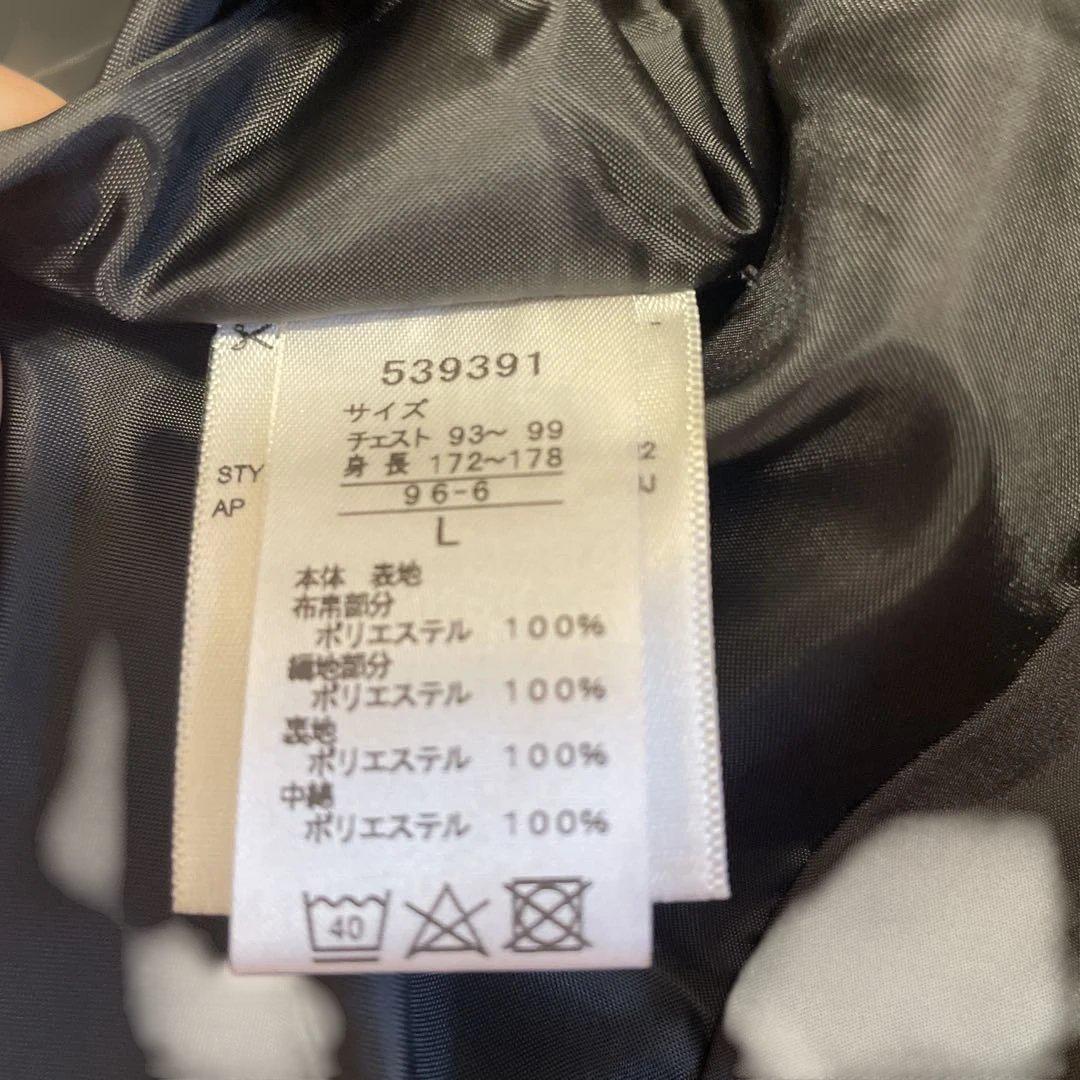 539391
サイズ
チェスト 93〜 99
身長 172〜178
96-6
L
本体 表地
布帛部分
ポリエステル 100%
編地部分
ポリエステル 100%
裏地
ポリエステル 100%
中綿
ポリエステル 100%
40
STY
AP
2
J